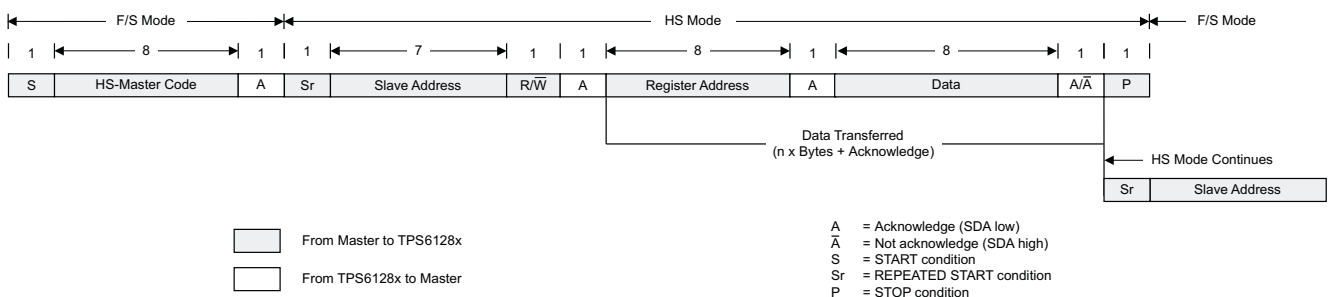 F/S Mode HS Mode F/S Mode
1 8 1 1 7 1 1 8 1 8 1 1
S HS-Master Code A Sr Slave Address R/W̅ A Register Address A Data A/A̅ P
Data Transferred
(n x Bytes + Acknowledge)
HS Mode Continues
Sr Slave Address
From Master to TPS6128x
From TPS6128x to Master
A = Acknowledge (SDA low)
A̅ = Not acknowledge (SDA high)
S = START condition
Sr = REPEATED START condition
P = STOP condition